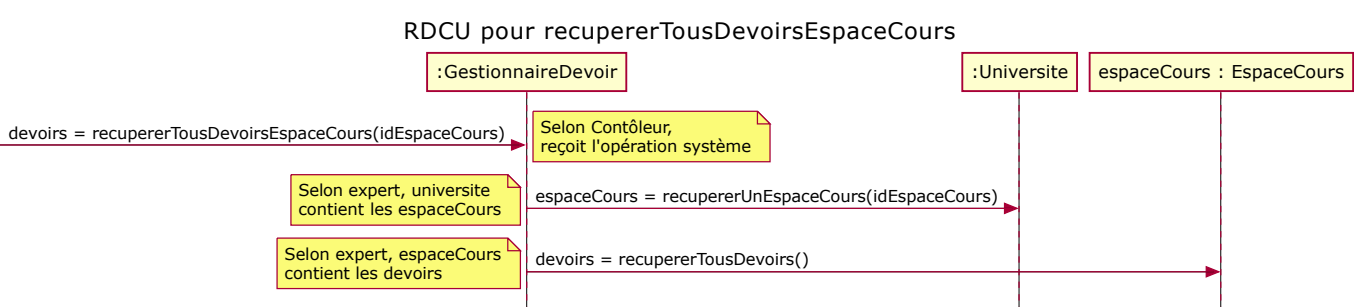 RDCU pour recupererTousDevoirsEspaceCours
:GestionnaireDevoir
:Universite
espaceCours : EspaceCours
devoirs = recupererTousDevoirsEspaceCours(idEspaceCours)
Selon Contôleur,
reçoit l'opération système
Selon expert, universite
contient les espaceCours
espaceCours = recupererUnEspaceCours(idEspaceCours)
Selon expert, espaceCours
contient les devoirs
devoirs = recupererTousDevoirs()